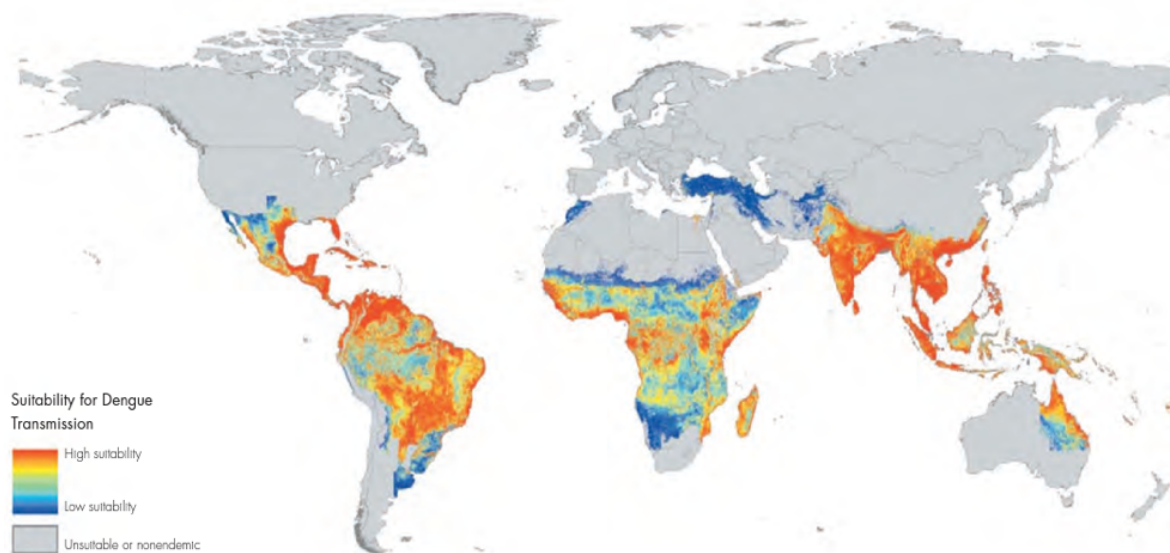 Suitability for Dengue
Transmission
High suitability
Low suitability
Unsuitable or nonendemic